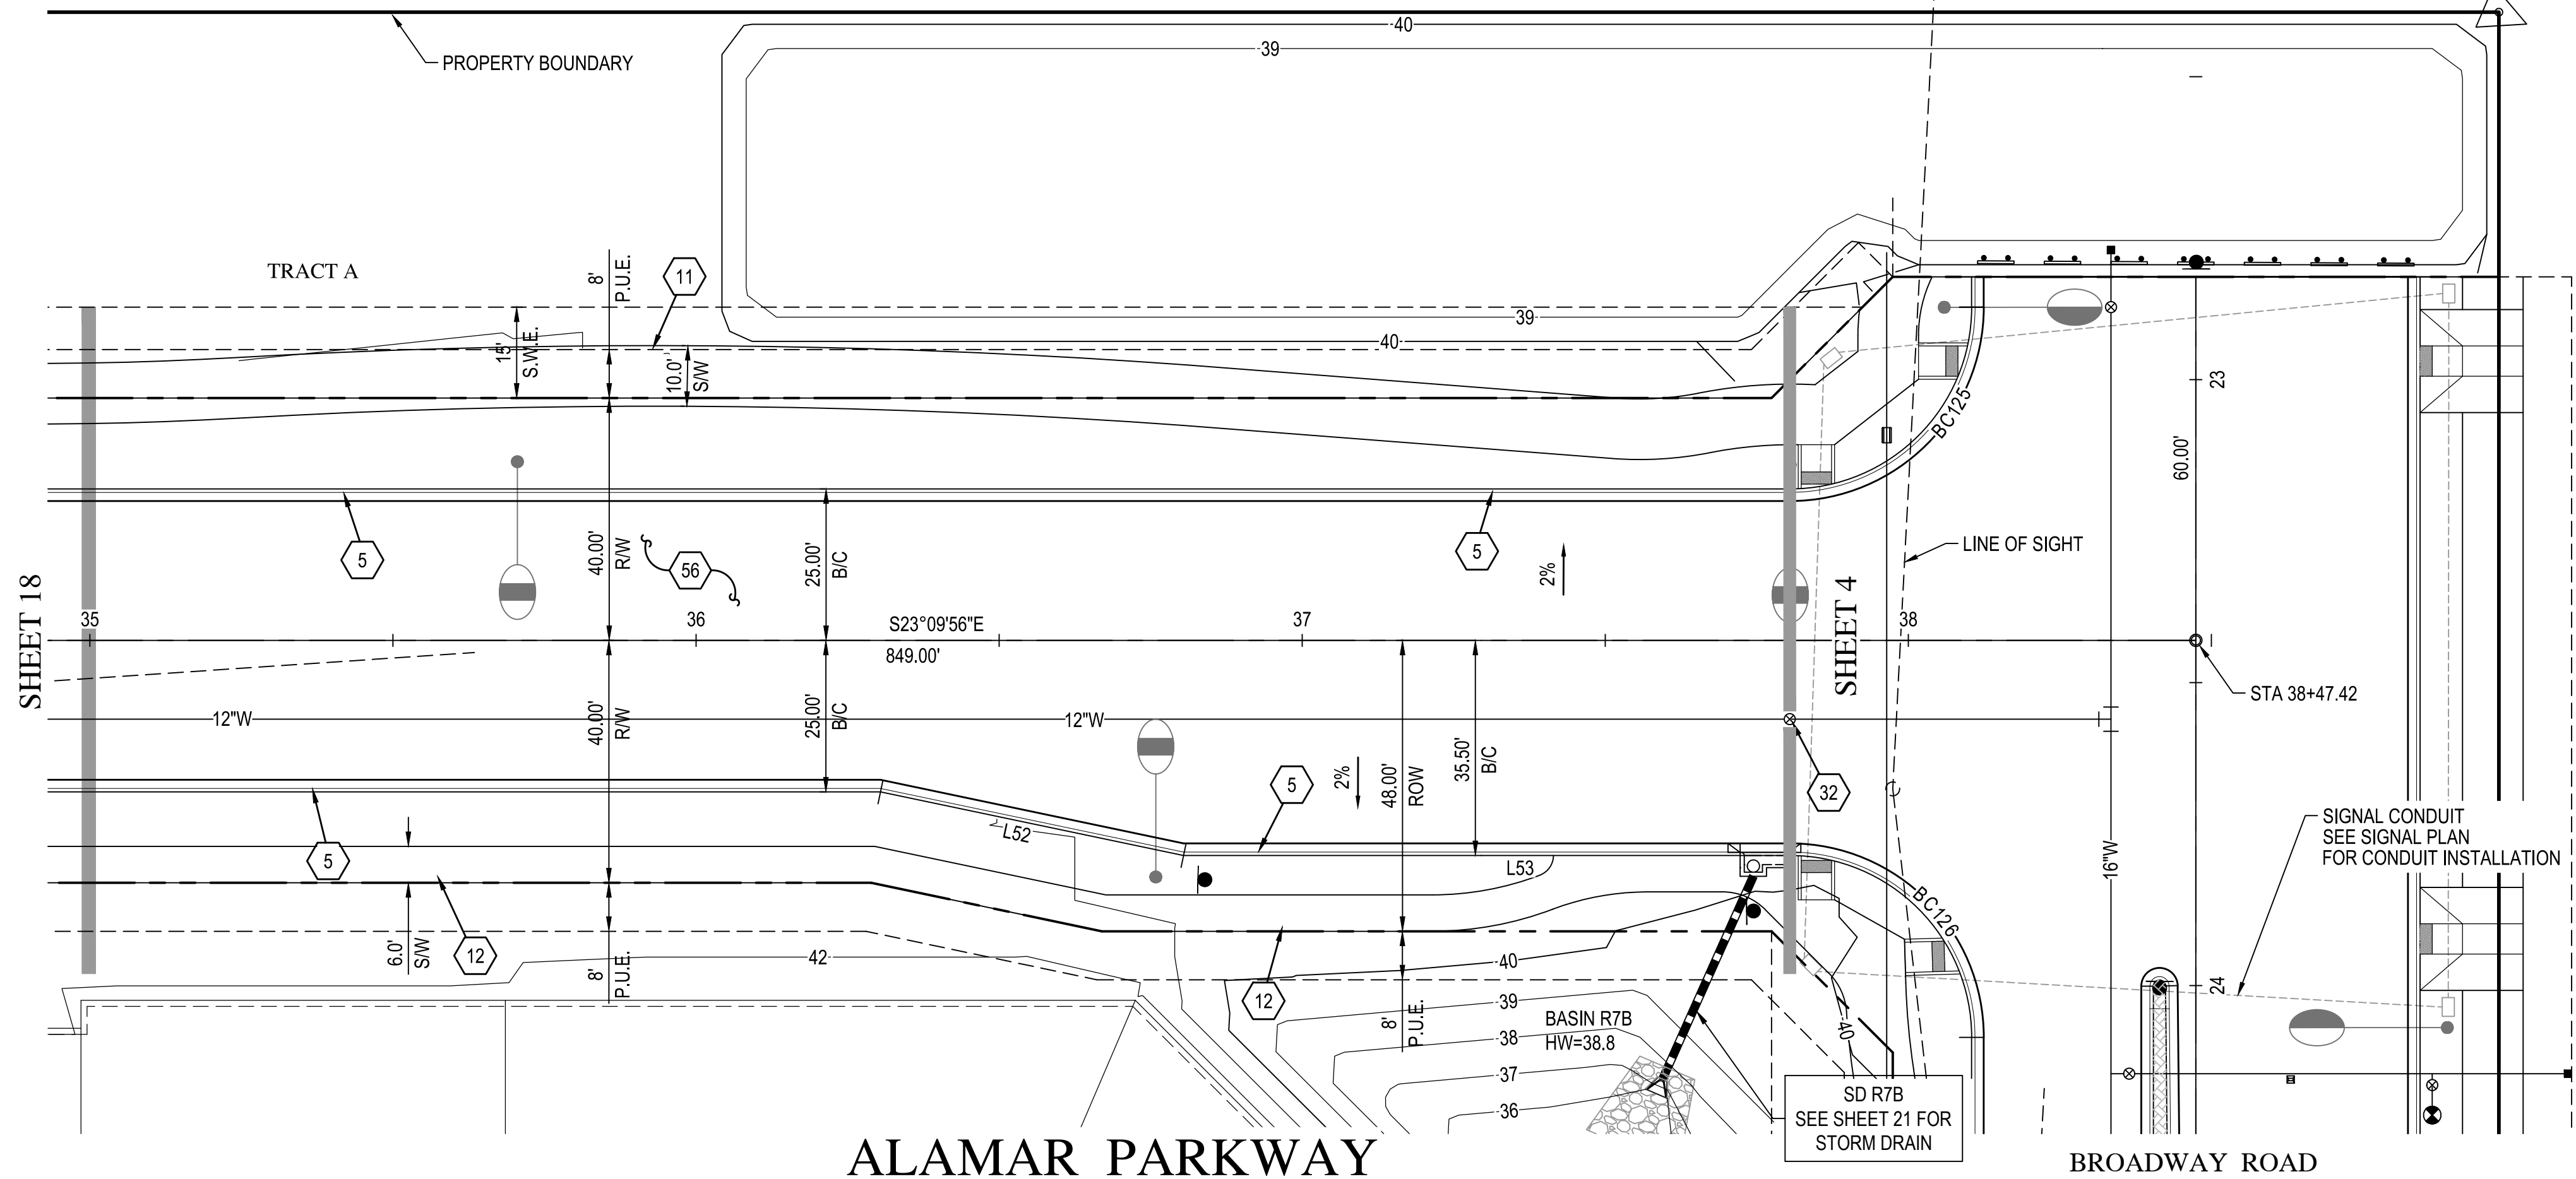 40
39
PROPERTY BOUNDARY
TRACT A
8'
P.U.E.
11
15'
S.W.E.
10.0'
S/W
39
40
23
BC125
60.00'
5
40.00'
R/W
56
25.00'
B/C
5
2%
LINE OF SIGHT
SHEET 18
SHEET 4
35
36
S23°09'56"E
849.00'
37
38
STA 38+47.42
12"W
12"W
40.00'
R/W
25.00'
B/C
2%
48.00'
ROW
35.50'
B/C
5
32
5
L52
L53
16"W
SIGNAL CONDUIT
SEE SIGNAL PLAN
FOR CONDUIT INSTALLATION
BC126
6.0'
S/W
12
8'
P.U.E.
42
12
40
39
38
37
36
8'
P.U.E.
BASIN R7B
HW=38.8
40
24
SD R7B
SEE SHEET 21 FOR
STORM DRAIN
ALAMAR PARKWAY
BROADWAY ROAD